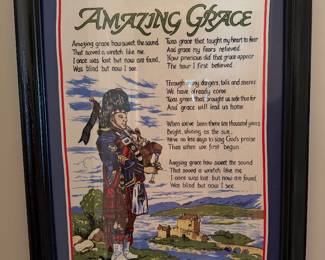 AMAZING GRACE
Amazing grace how sweet the sound
That saved a wretch like me
I once was lost but now am found,
Was blind but now I see.
Twas grace that taught my heart to fear
And grace my fears relieved
How precious did that grace appear
The hour I first believed.
Through many dangers, toils and snares
We have already come
Twas grace that brought us safe thus far
And grace will lead us home
When we've been there ten thousand years
Bright, shining as the sun,
We've no less days to sing God's praise
Than when we first begun.
Amazing grace how sweet the sound
That saved a wretch like me
I once was lost but now am found,
Was blind but now I see.